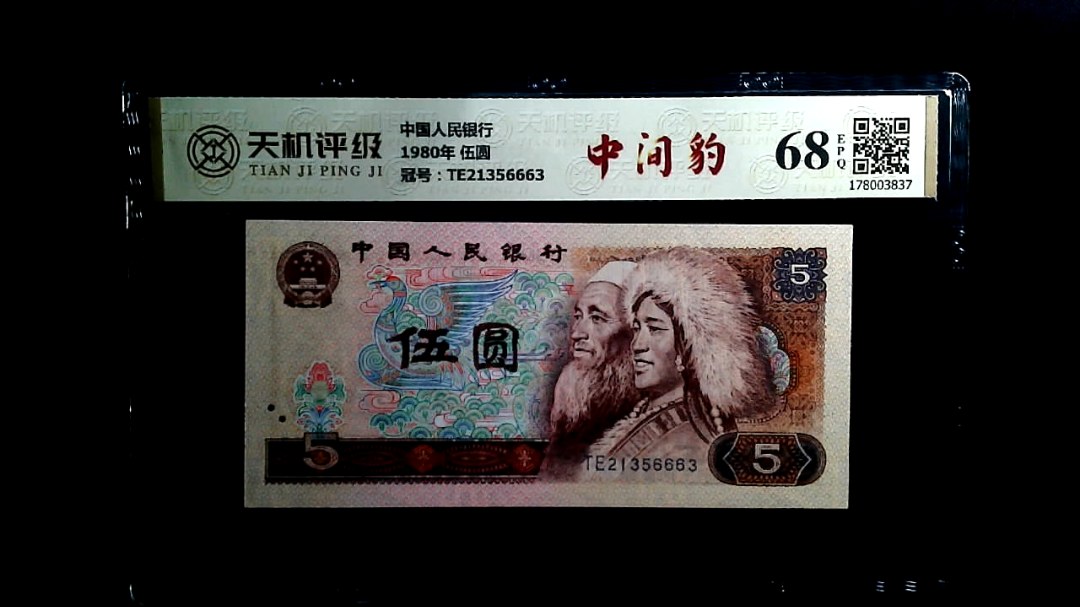 天机评级
TIAN JI PING JI
中国人民银行
1980年 伍圆
冠号：TE21356663
中间豹
68
EPQ
178003837
中国人民银行
5
伍圆
5
TE21356663
5